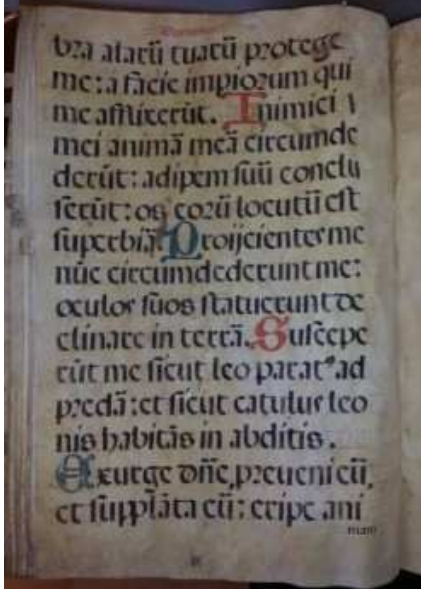 bra alarū tuarū protege
me: a facie impiorum qui
me afflixerūt. Inimici
mei animā meā circumde
derūt: adipem suū conclu
serūt: os eorū locutū est
superbiā. Proijcientes me
nūc circumdederunt me:
oculos suos statuerunt de
clinare in terrā. Suscepe
rūt me sicut leo parat⁹ ad
predā: et sicut catulus leo
nis habitās in abditis.
Exurge dn̄e, preueni eū,
et supplāta eū: eripe ani
mam